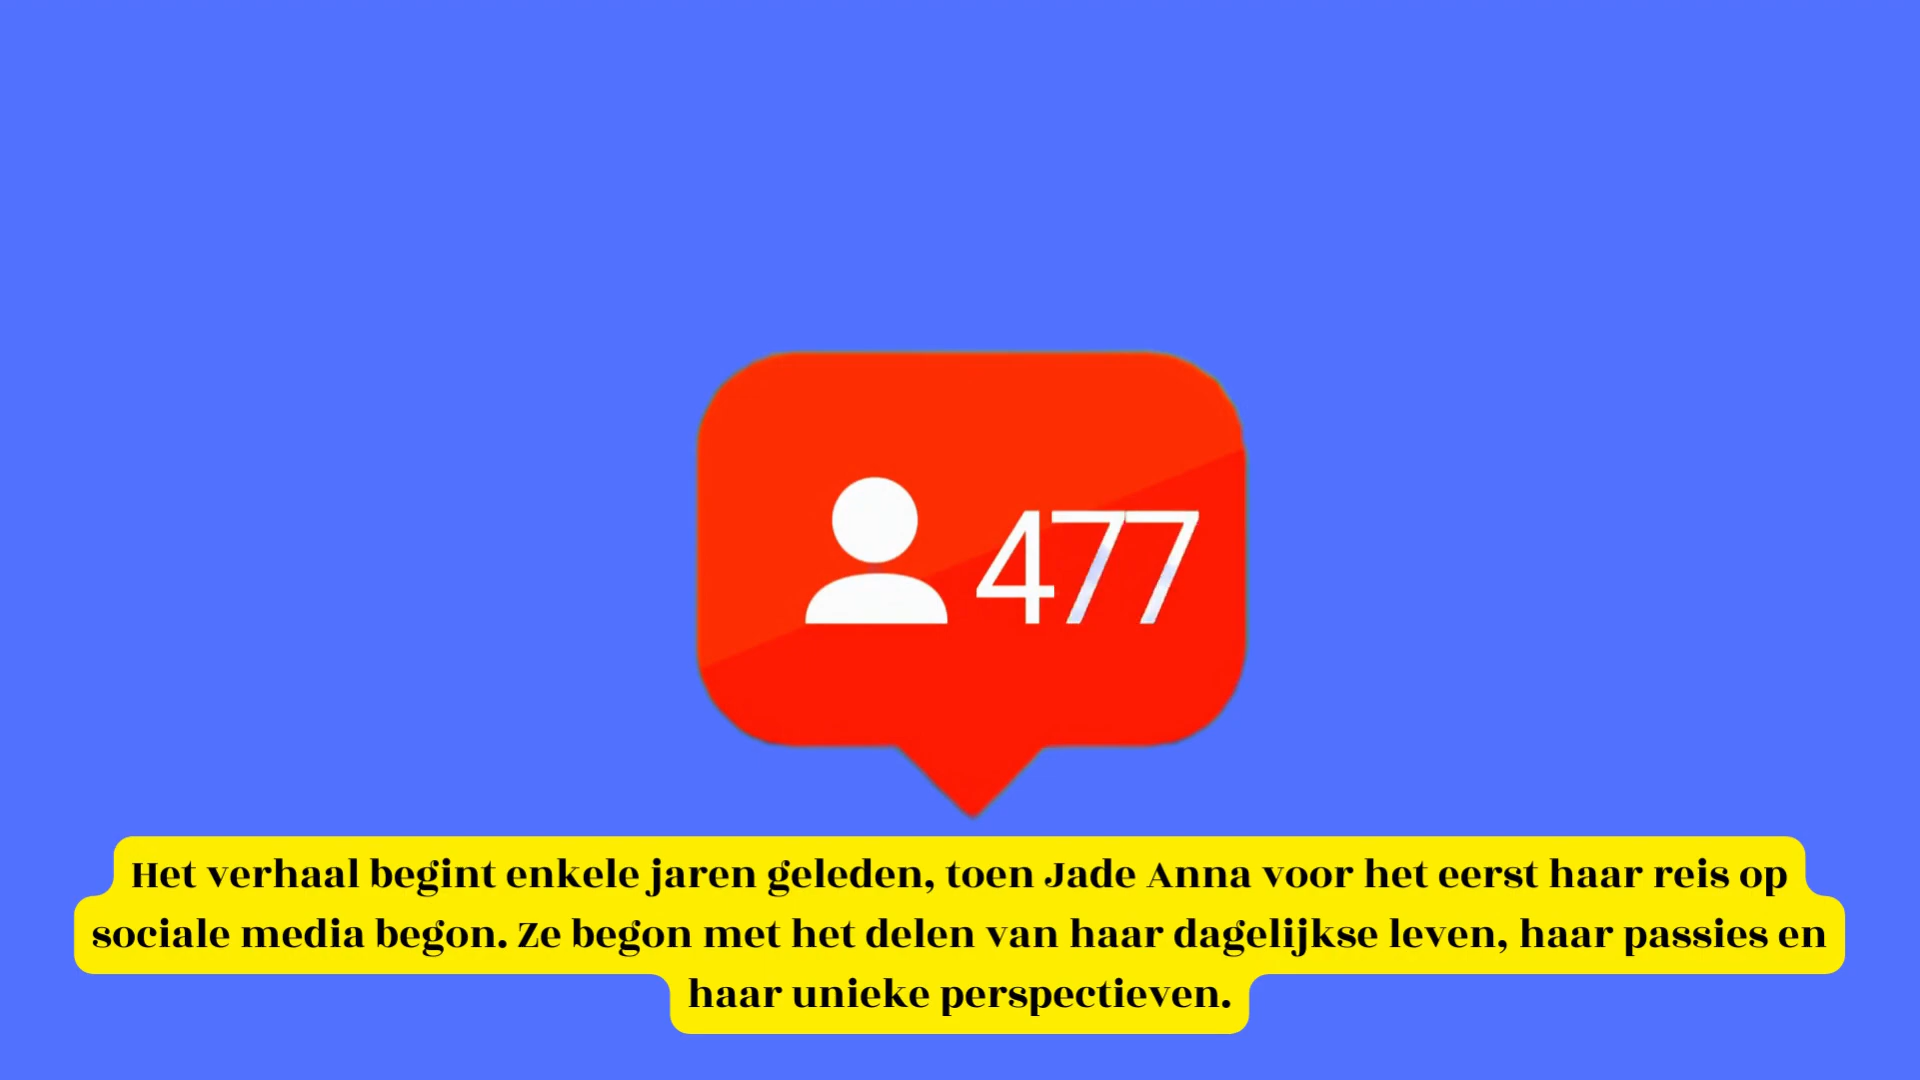 477
Het verhaal begint enkele jaren geleden, toen Jade Anna voor het eerst haar reis op
sociale media begon. Ze begon met het delen van haar dagelijkse leven, haar passies en
haar unieke perspectieven.